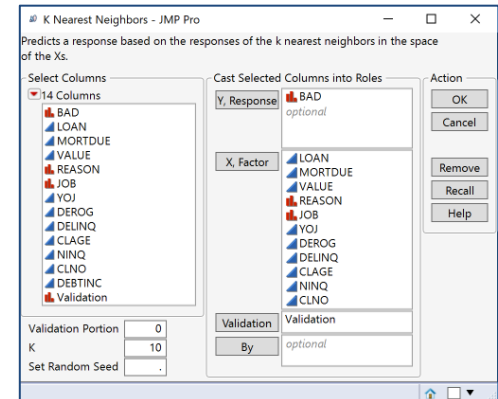 K Nearest Neighbors - JMP Pro
Predicts a response based on the responses of the k nearest neighbors in the space
of the Xs.
Select Columns
14 Columns
BAD
LOAN
MORTDUE
VALUE
REASON
JOB
YOJ
DEROG
DELINQ
CLAGE
NINQ
CLNO
DEBTINC
Validation
Validation Portion 0
K 10
Set Random Seed .
Cast Selected Columns into Roles
Y, Response BAD
optional
X, Factor LOAN
MORTDUE
VALUE
REASON
JOB
YOJ
DEROG
DELINQ
CLAGE
NINQ
CLNO
Validation Validation
By optional
Action
OK
Cancel
Remove
Recall
Help